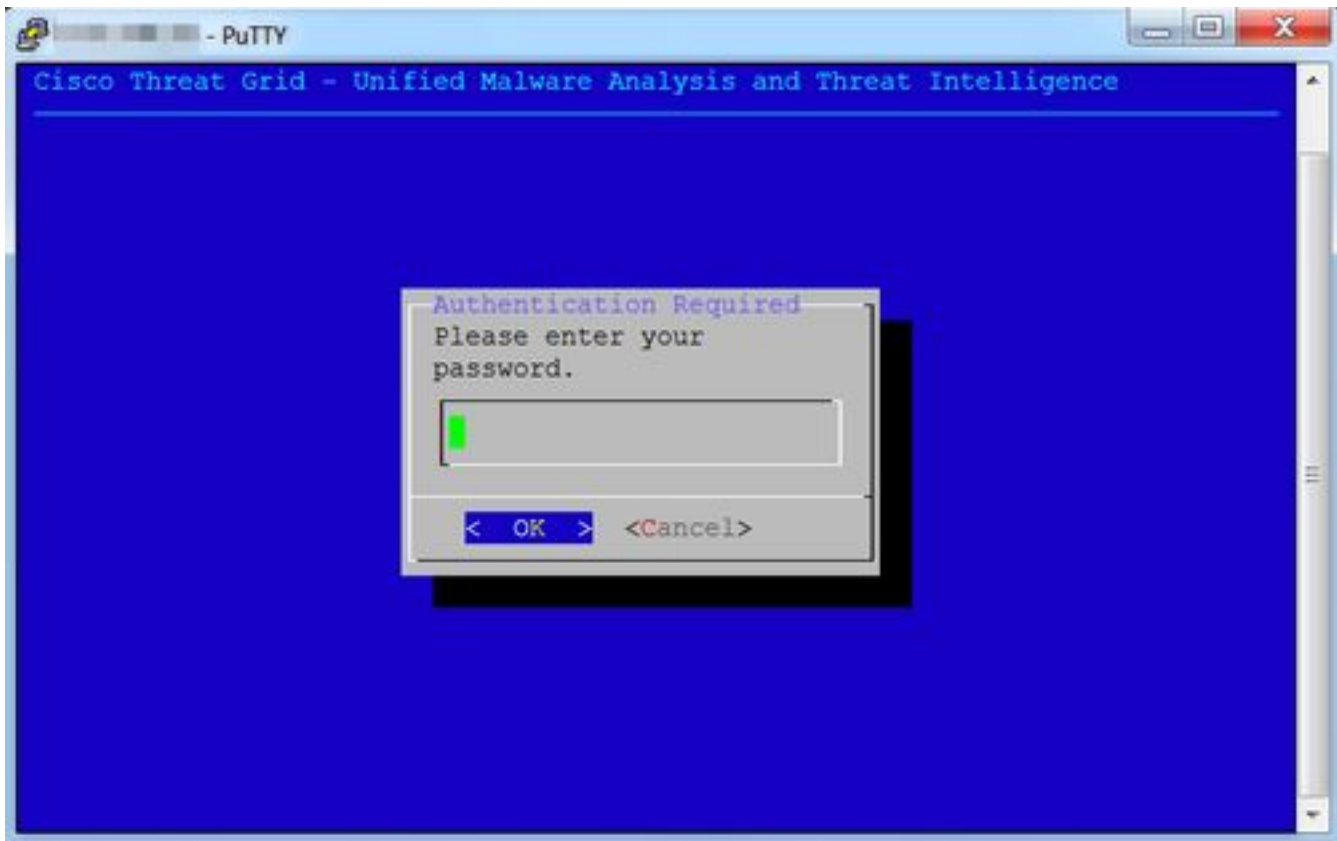 - PuTTY
Cisco Threat Grid - Unified Malware Analysis and Threat Intelligence
Authentication Required
Please enter your
password.
< OK > <Cancel>